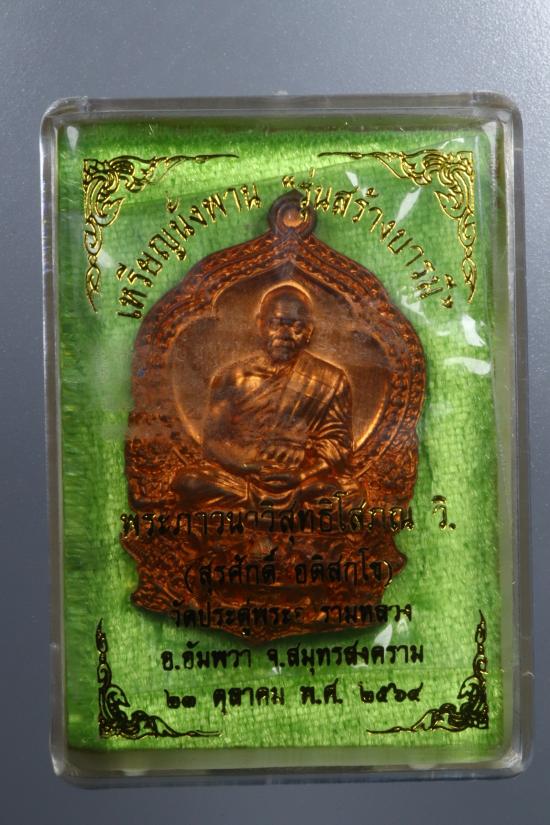 เหรียญนั่งพาน "รุ่นสร้างบารมี"
พระภาวนาวิสุทธิโสภณ วิ.
(สุรศักดิ์ อติสกฺโข)
วัดประดู่พระ รามหลวง
อ.อัมพวา จ.สมุทรสงคราม
๒๑ ตุลาคม พ.ศ. ๒๕๖๔